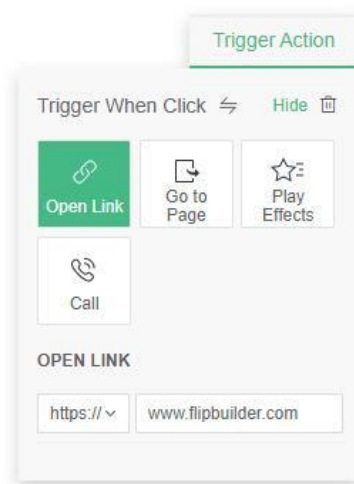 Trigger Action
Trigger When Click Hide
Open Link
Go to
Page
Play
Effects
Call
OPEN LINK
https:// www.flipbuilder.com